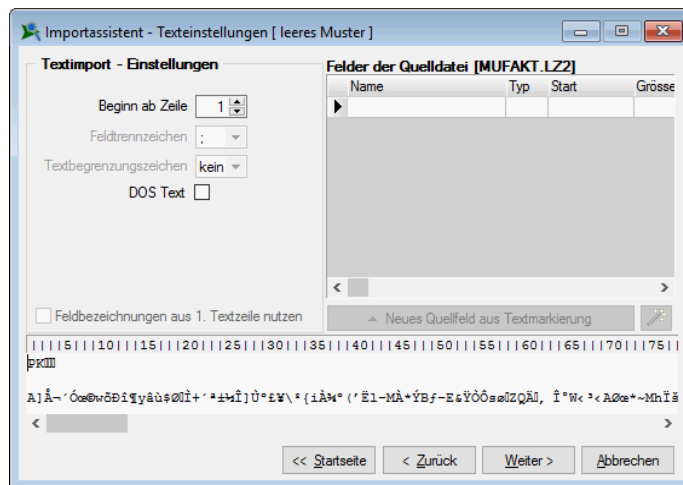 Importassistent - Texteinstellungen [ leeres Muster ]
Textimport - Einstellungen
Beginn ab Zeile 1
Feldtrennzeichen ;
Textbegrenzungszeichen kein
DOS Text
Feldbezeichnungen aus 1. Textzeile nutzen
Felder der Quelldatei [MUFAKT.LZ2]
Name Typ Start Grösse
Neues Quellfeld aus Textmarkierung
||||5|||10|||15|||20|||25|||30|||35|||40|||45|||50|||55|||60|||65|||70|||75||
PK
<< Startseite < Zurück Weiter > Abbrechen